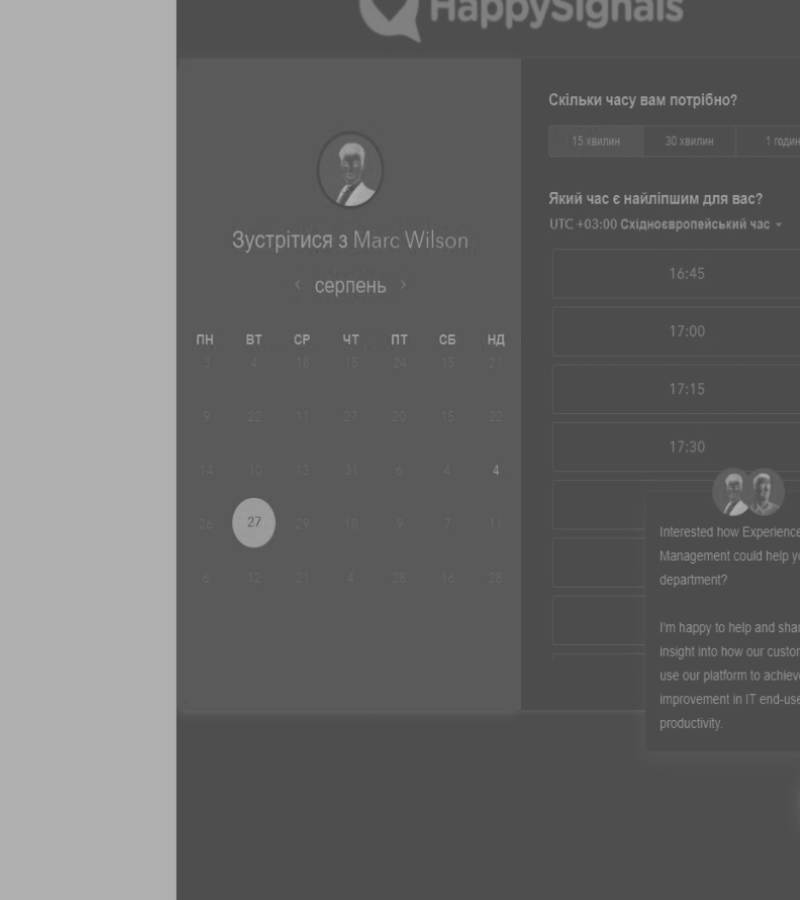 HappySignals
Зустрітися з Marc Wilson
серпень
ПН ВТ СР ЧТ ПТ СБ НД
3 4 16 15 24 15 21
9 22 11 27 20 15 22
14 10 13 31 6 4 4
26 27 29 18 9 7 11
6 12 21 4 28 16 28
Скільки часу вам потрібно?
15 хвилин 30 хвилин 1 годин
Який час є найліпшим для вас?
UTC +03:00 Східноєвропейський час
16:45
17:00
17:15
17:30
Interested how Experience
Management could help yo
department?
I'm happy to help and shar
insight into how our custom
use our platform to achieve
improvement in IT end-use
productivity.